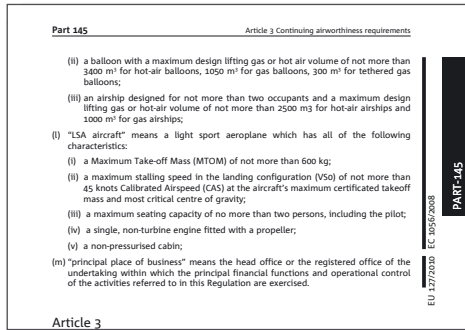 Part 145
Article 3 Continuing airworthiness requirements
(ii) a balloon with a maximum design lifting gas or hot air volume of not more than
3400 m³ for hot-air balloons, 1050 m³ for gas balloons, 300 m³ for tethered gas
balloons;
(iii) an airship designed for not more than two occupants and a maximum design
lifting gas or hot-air volume of not more than 2500 m3 for hot-air airships and
1000 m³ for gas airships;
(l) "LSA aircraft" means a light sport aeroplane which has all of the following
characteristics:
(i) a Maximum Take-off Mass (MTOM) of not more than 600 kg;
(ii) a maximum stalling speed in the landing configuration (VS0) of not more than
45 knots Calibrated Airspeed (CAS) at the aircraft's maximum certificated takeoff
mass and most critical centre of gravity;
(iii) a maximum seating capacity of no more than two persons, including the pilot;
(iv) a single, non-turbine engine fitted with a propeller;
(v) a non-pressurised cabin;
(m) "principal place of business" means the head office or the registered office of the
undertaking within which the principal financial functions and operational control
of the activities referred to in this Regulation are exercised.
Article 3
EU 127/2010 EC 1056/2008
PART-145